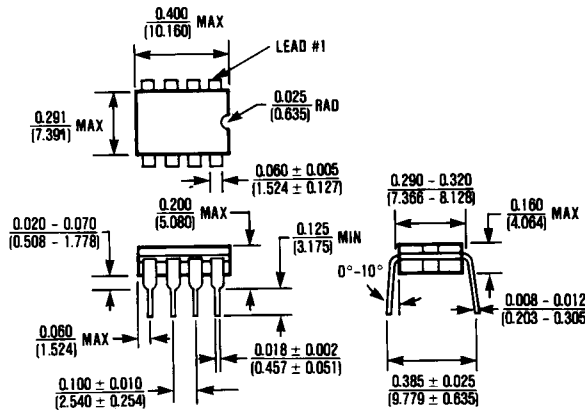 0.400
(10.160) MAX
LEAD #1
0.025
(0.635) RAD
0.291
(7.391) MAX
0.060 ± 0.005
(1.524 ± 0.127)
0.290 - 0.320
(7.366 - 8.128)
0.200
(5.080) MAX
0.160
(4.064) MAX
0.020 - 0.070
(0.508 - 1.778)
0.125
(3.175) MIN
0°-10°
0.008 - 0.012
(0.203 - 0.305)
0.060
(1.524) MAX
0.018 ± 0.002
(0.457 ± 0.051)
0.100 ± 0.010
(2.540 ± 0.254)
0.385 ± 0.025
(9.779 ± 0.635)